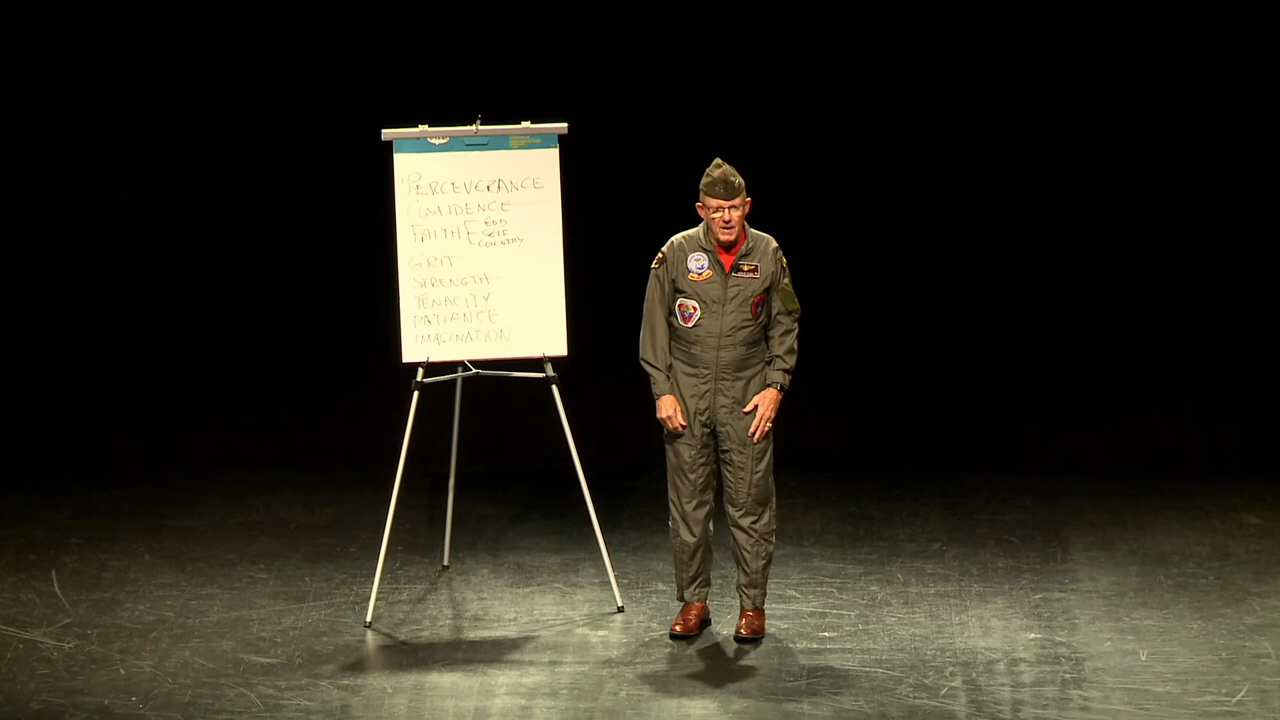 PERCEVERANCE
CONFIDENCE
FAITH GOD
SELF
COUNTRY
GRIT
STRENGTH
TENACITY
PATIENCE
IMAGINATION